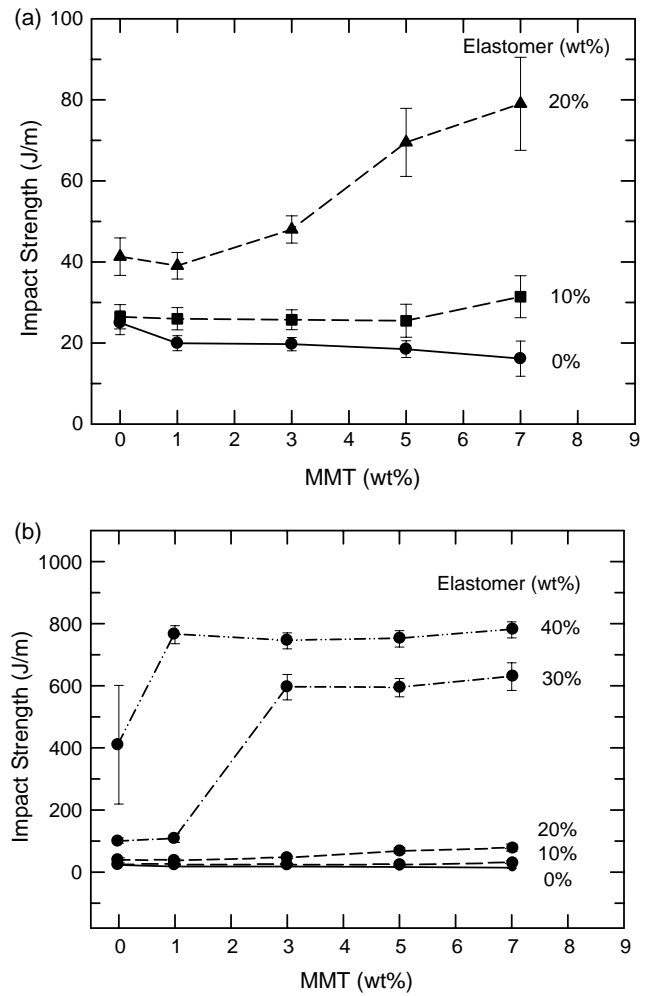 (a)
100
80
60
40
20
0
Impact Strength (J/m)
Elastomer (wt%)
20%
10%
0%
0 1 2 3 4 5 6 7 8 9
MMT (wt%)
(b)
1000
800
600
400
200
0
Impact Strength (J/m)
Elastomer (wt%)
40%
30%
20%
10%
0%
0 1 2 3 4 5 6 7 8 9
MMT (wt%)